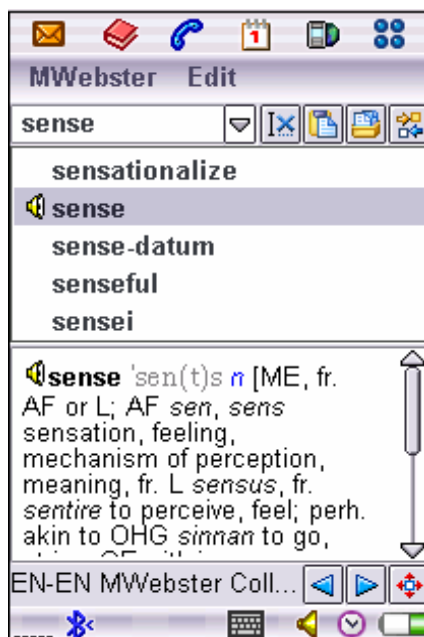 1
MWebster Edit
sense
sensationalize
sense
sense-datum
senseful
sensei
sense 'sen(t)s n [ME, fr.
AF or L; AF sen, sens
sensation, feeling,
mechanism of perception,
meaning, fr. L sensus, fr.
sentire to perceive, feel; perh.
akin to OHG sinnan to go,
EN-EN MWebster Coll...